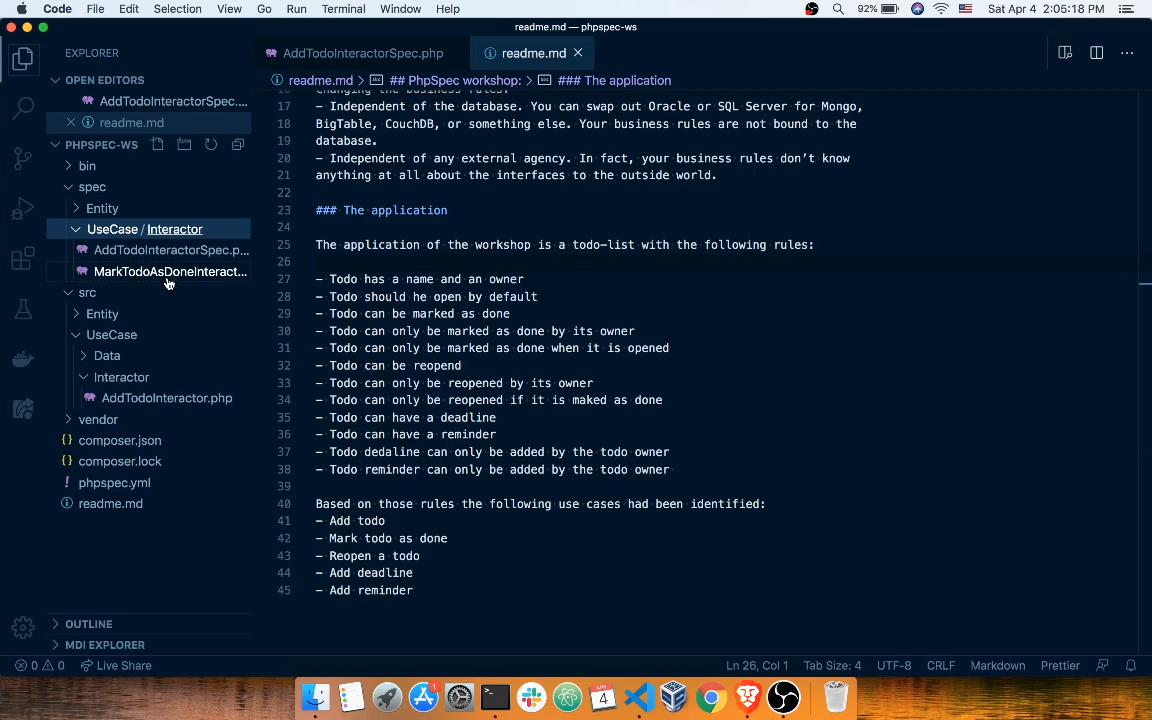 Code File Edit Selection View Go Run Terminal Window Help 92% Sat Apr 4 2:05:18 PM
readme.md — phpspec-ws
EXPLORER
AddTodoInteractorSpec.php
readme.md
OPEN EDITORS
AddTodoInteractorSpec....
readme.md
PHPSPEC-WS
bin
spec
Entity
UseCase / Interactor
AddTodoInteractorSpec.p...
MarkTodoAsDoneInteract...
src
Entity
UseCase
Data
Interactor
AddTodoInteractor.php
vendor
{} composer.json
{} composer.lock
! phpspec.yml
readme.md
OUTLINE
MDI EXPLORER
readme.md > ## PhpSpec workshop: > ### The application
changing the business rules.
17 - Independent of the database. You can swap out Oracle or SQL Server for Mongo,
18 BigTable, CouchDB, or something else. Your business rules are not bound to the
19 database.
20 - Independent of any external agency. In fact, your business rules don't know
21 anything at all about the interfaces to the outside world.
22
23 ### The application
24
25 The application of the workshop is a todo-list with the following rules:
26
27 - Todo has a name and an owner
28 - Todo should he open by default
29 - Todo can be marked as done
30 - Todo can only be marked as done by its owner
31 - Todo can only be marked as done when it is opened
32 - Todo can be reopend
33 - Todo can only be reopened by its owner
34 - Todo can only be reopened if it is maked as done
35 - Todo can have a deadline
36 - Todo can have a reminder
37 - Todo dedaline can only be added by the todo owner
38 - Todo reminder can only be added by the todo owner
39
40 Based on those rules the following use cases had been identified:
41 - Add todo
42 - Mark todo as done
43 - Reopen a todo
44 - Add deadline
45 - Add reminder
0 0 Live Share Ln 26, Col 1 Tab Size: 4 UTF-8 CRLF Markdown Prettier
APR 4
1